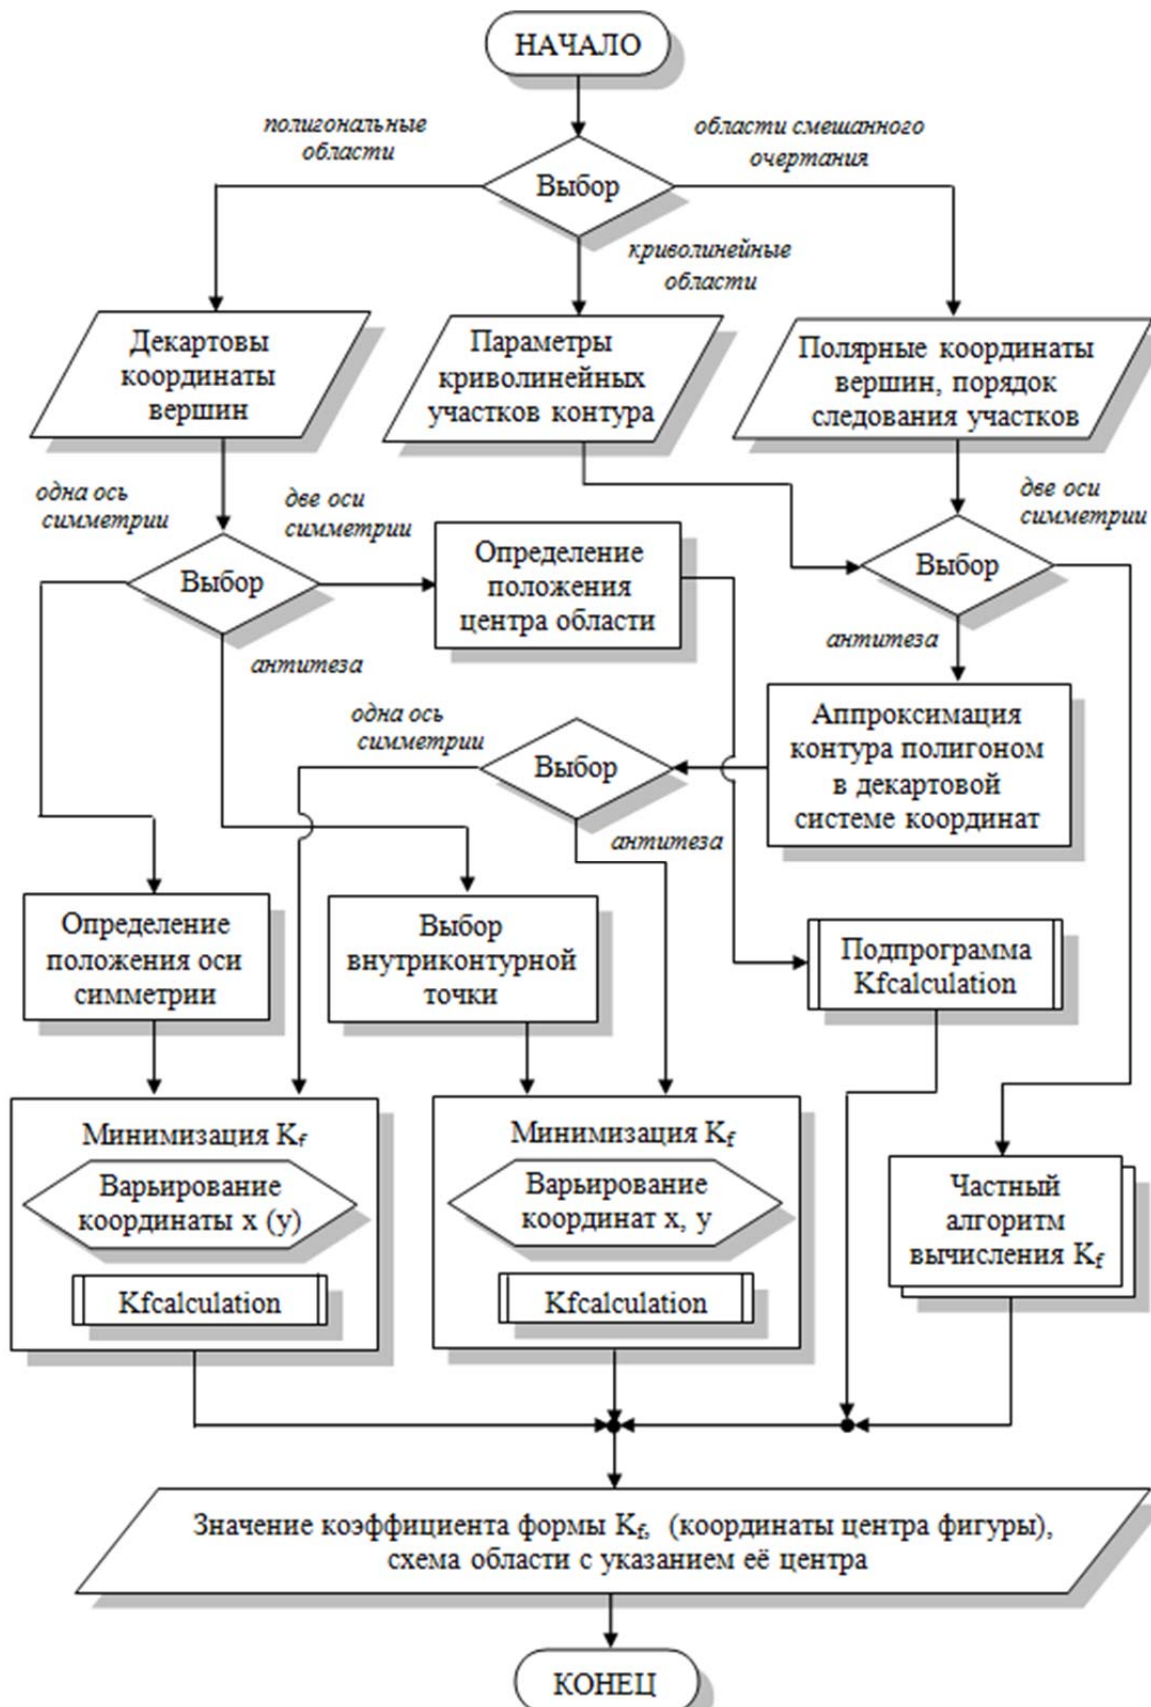 НАЧАЛО
полигональные
области
области смешанного
очертания
Выбор
криволинейные
области
Декартовы
координаты
вершин
Параметры
криволинейных
участков контура
Полярные координаты
вершин, порядок
следования участков
одна ось
симметрии
две оси
симметрии
две оси
симметрии
Выбор
Определение
положения
центра области
Выбор
антитеза
антитеза
одна ось
симметрии
Выбор
Аппроксимация
контура полигоном
в декартовой
системе координат
антитеза
Определение
положения оси
симметрии
Выбор
внутриконтурной
точки
Подпрограмма
Kfcalculation
Минимизация Kf
Варьирование
координаты x (y)
Kfcalculation
Минимизация Kf
Варьирование
координат x, y
Kfcalculation
Частный
алгоритм
вычисления Kf
Значение коэффициента формы Kf, (координаты центра фигуры),
схема области с указанием её центра
КОНЕЦ